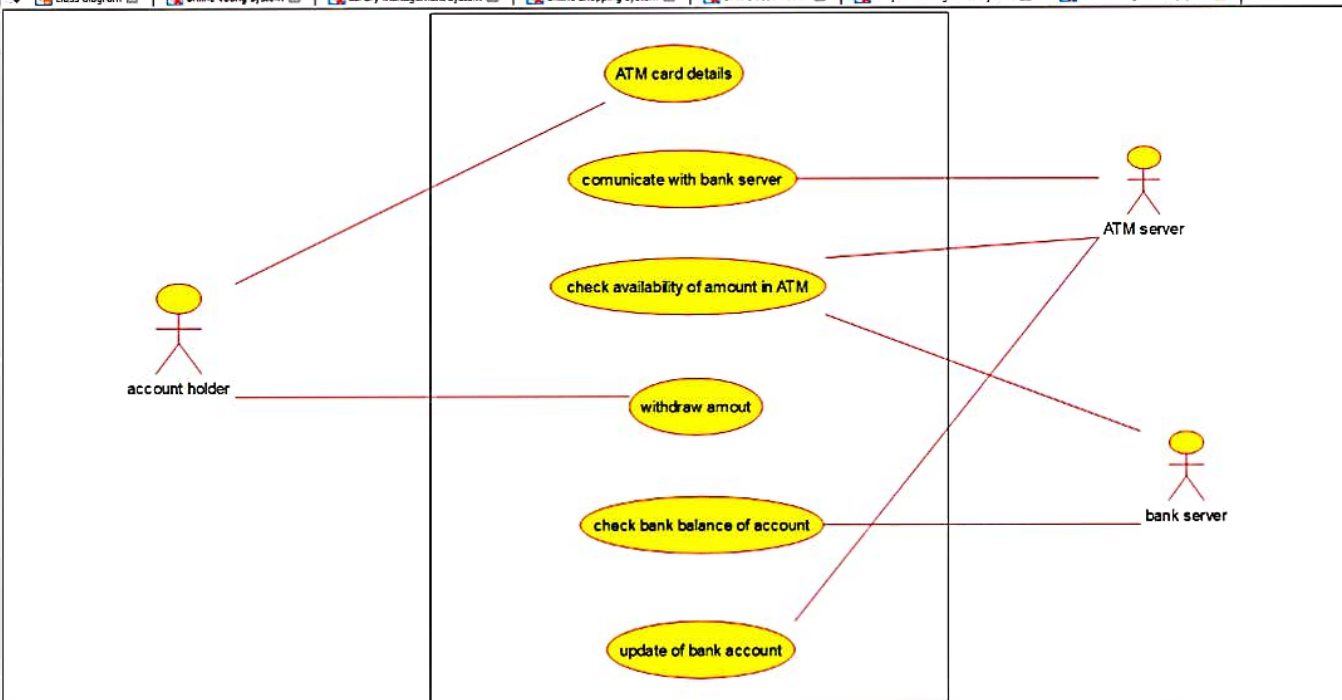 ATM card details
comunicate with bank server
ATM server
check availability of amount in ATM
account holder
withdraw amout
bank server
check bank balance of account
update of bank account